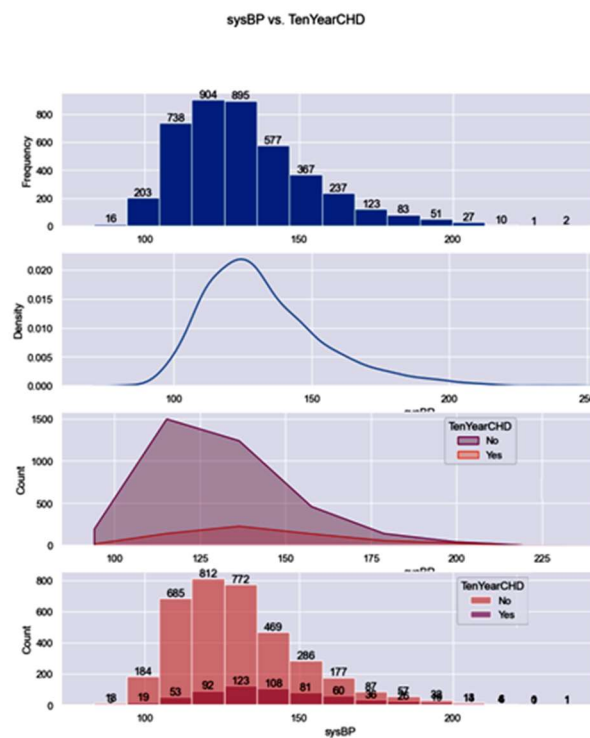 sysBP vs. TenYearCHD
800
600
400
200
0
Frequency
16 203 738 904 895 577 367 237 123 83 51 27 10 1 2
100 150 200
0.020
0.015
0.010
0.005
0.000
Density
100 150 200
1500
1000
500
0
Count
TenYearCHD
No
Yes
100 125 150 175 200 225
800
600
400
200
0
Count
TenYearCHD
No
Yes
184 685 812 772 469 286 177 87 57
19 53 92 123 108 81 60 36 1
100 150 200
sysBP